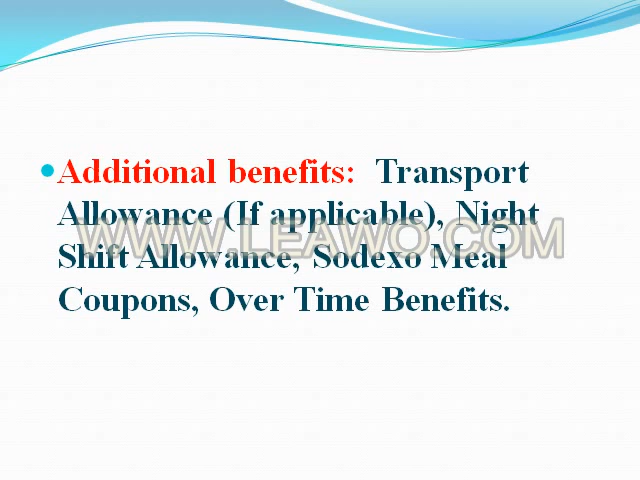 •Additional benefits:  Transport
Allowance (If applicable), Night
WWW.LEAWO.COM
Shift Allowance, Sodexo Meal
Coupons, Over Time Benefits.